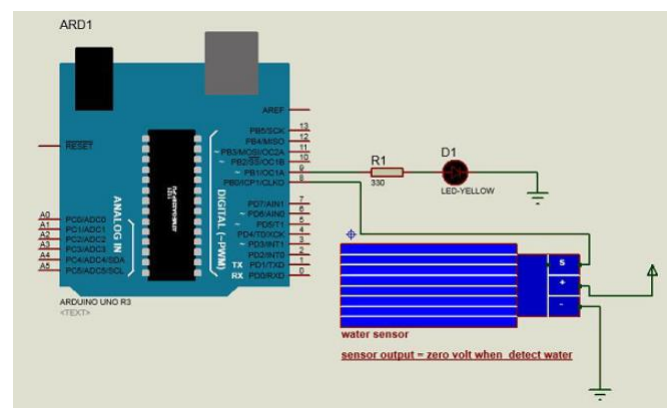 ARD1
AREF
13
PB5/SCK
12
PB4/MISO
11
~PB3/MOSI/OC2A
10
~ PB2/SS/OC1B
9
~ PB1/OC1A
8
PB0/ICP1/CLKO
RESET
DIGITAL (~PWM)
ANALOG IN
7
PD7/AIN1
6
~ PD6/AIN0
5
~ PD5/T1
4
PD4/T0/XCK
3
~ PD3/INT1
2
PD2/INT0
1
TX PD1/TXD
0
RX PD0/RXD
A0
PC0/ADC0
A1
PC1/ADC1
A2
PC2/ADC2
A3
PC3/ADC3
A4
PC4/ADC4/SDA
A5
PC5/ADC5/SCL
ARDUINO UNO R3
<TEXT>
R1
330
D1
LED-YELLOW
S
+
-
water sensor
sensor output = zero volt when detect water